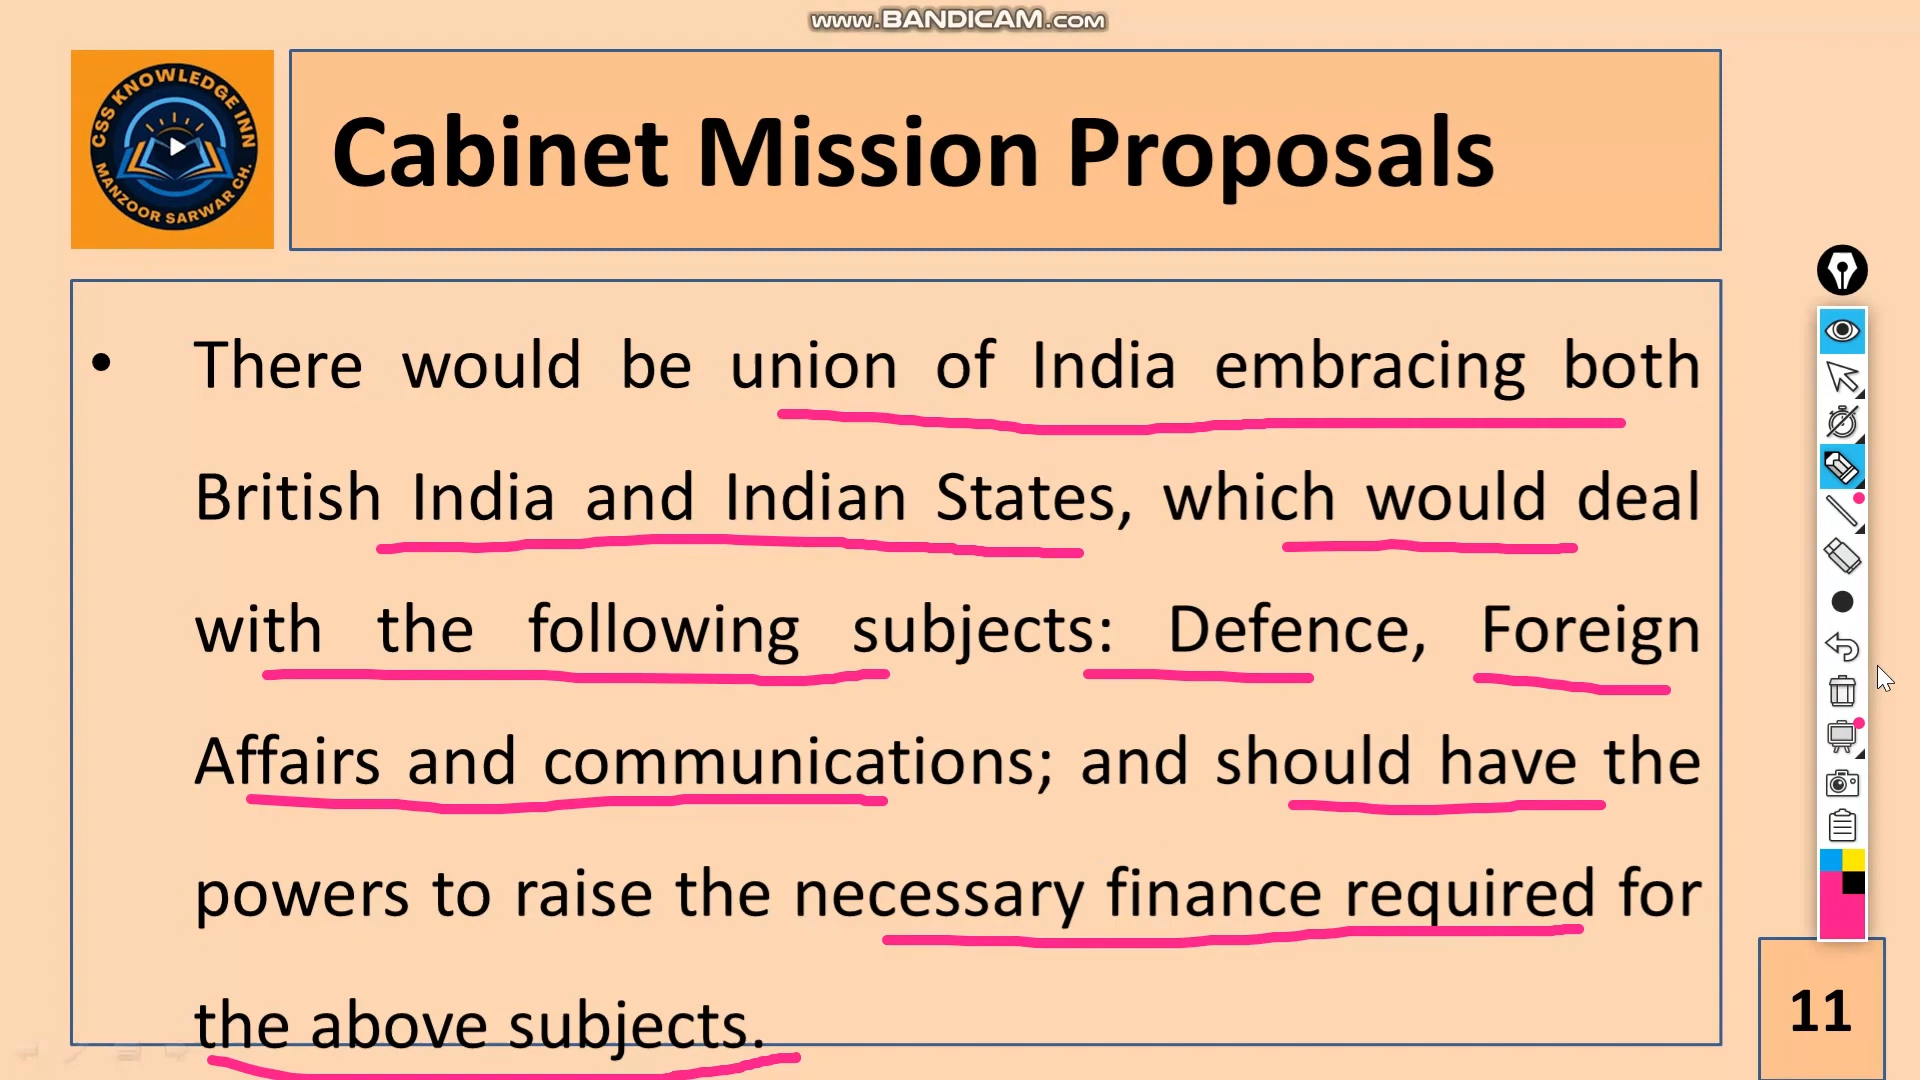 www.BANDICAM.com
CSS KNOWLEDGE INN
MANZOOR SARWAR CH.
Cabinet Mission Proposals
• There would be union of India embracing both
British India and Indian States, which would deal
with the following subjects: Defence, Foreign
Affairs and communications; and should have the
powers to raise the necessary finance required for
the above subjects.
11